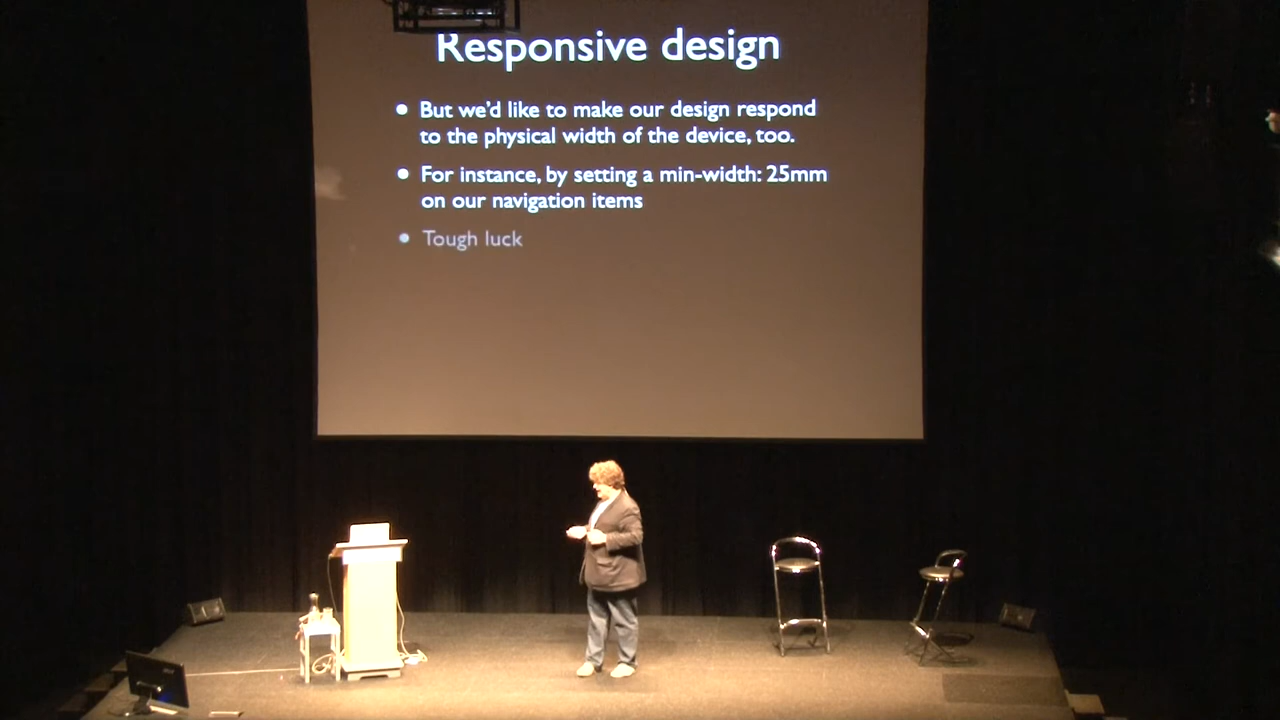 Responsive design
• But we'd like to make our design respond
to the physical width of the device, too.
• For instance, by setting a min-width: 25mm
on our navigation items
• Tough luck